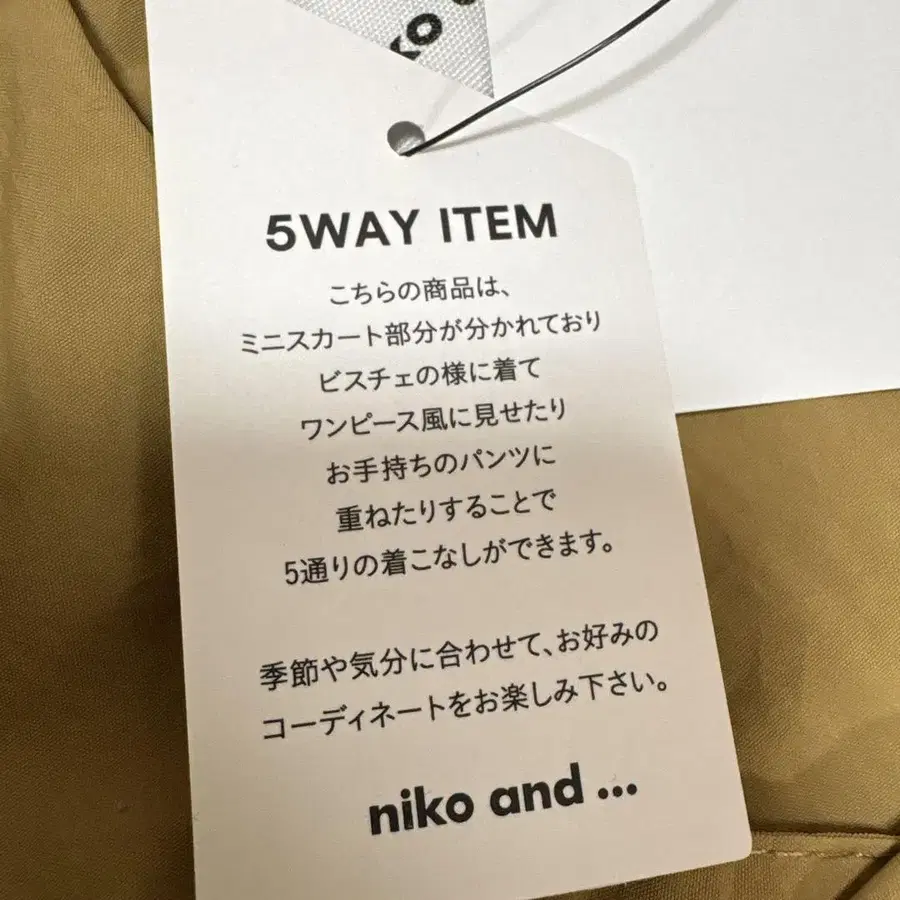 5WAY ITEM
こちらの商品は、
ミニスカート部分が分かれており
ビスチェの様に着て
ワンピース風に見せたり
お手持ちのパンツに
重ねたりすることで
5通りの着こなしができます。
季節や気分に合わせて、お好みの
コーディネートをお楽しみ下さい。
niko and ...